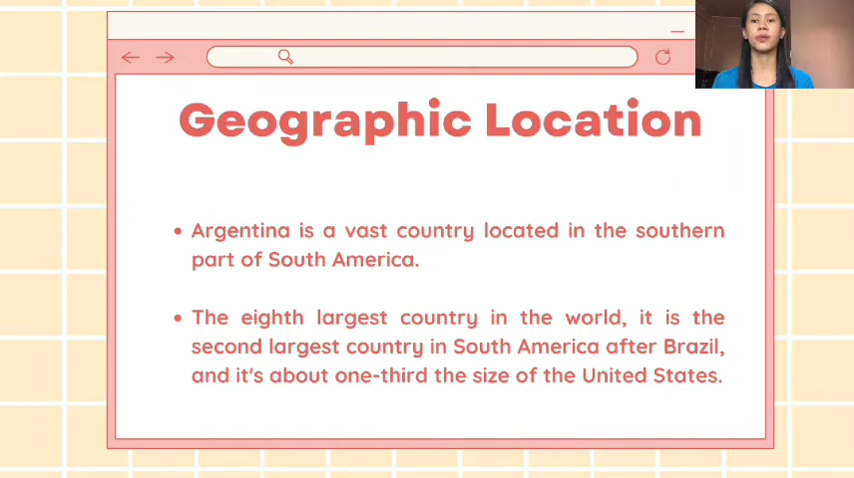 Geographic Location
• Argentina is a vast country located in the southern
part of South America.
• The eighth largest country in the world, it is the
second largest country in South America after Brazil,
and it's about one-third the size of the United States.